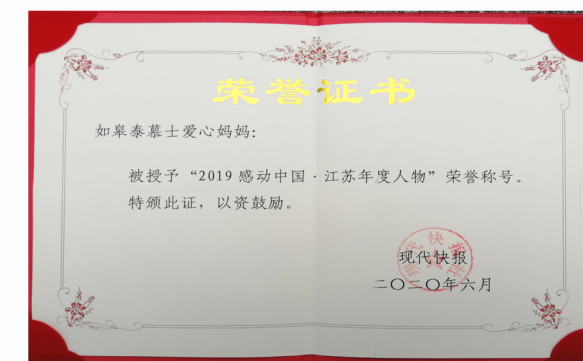 荣誉证书
如皋泰慕士爱心妈妈:
被授予“2019感动中国·江苏年度人物”荣誉称号。
特颁此证，以资鼓励。
现代快报
二〇二〇年六月